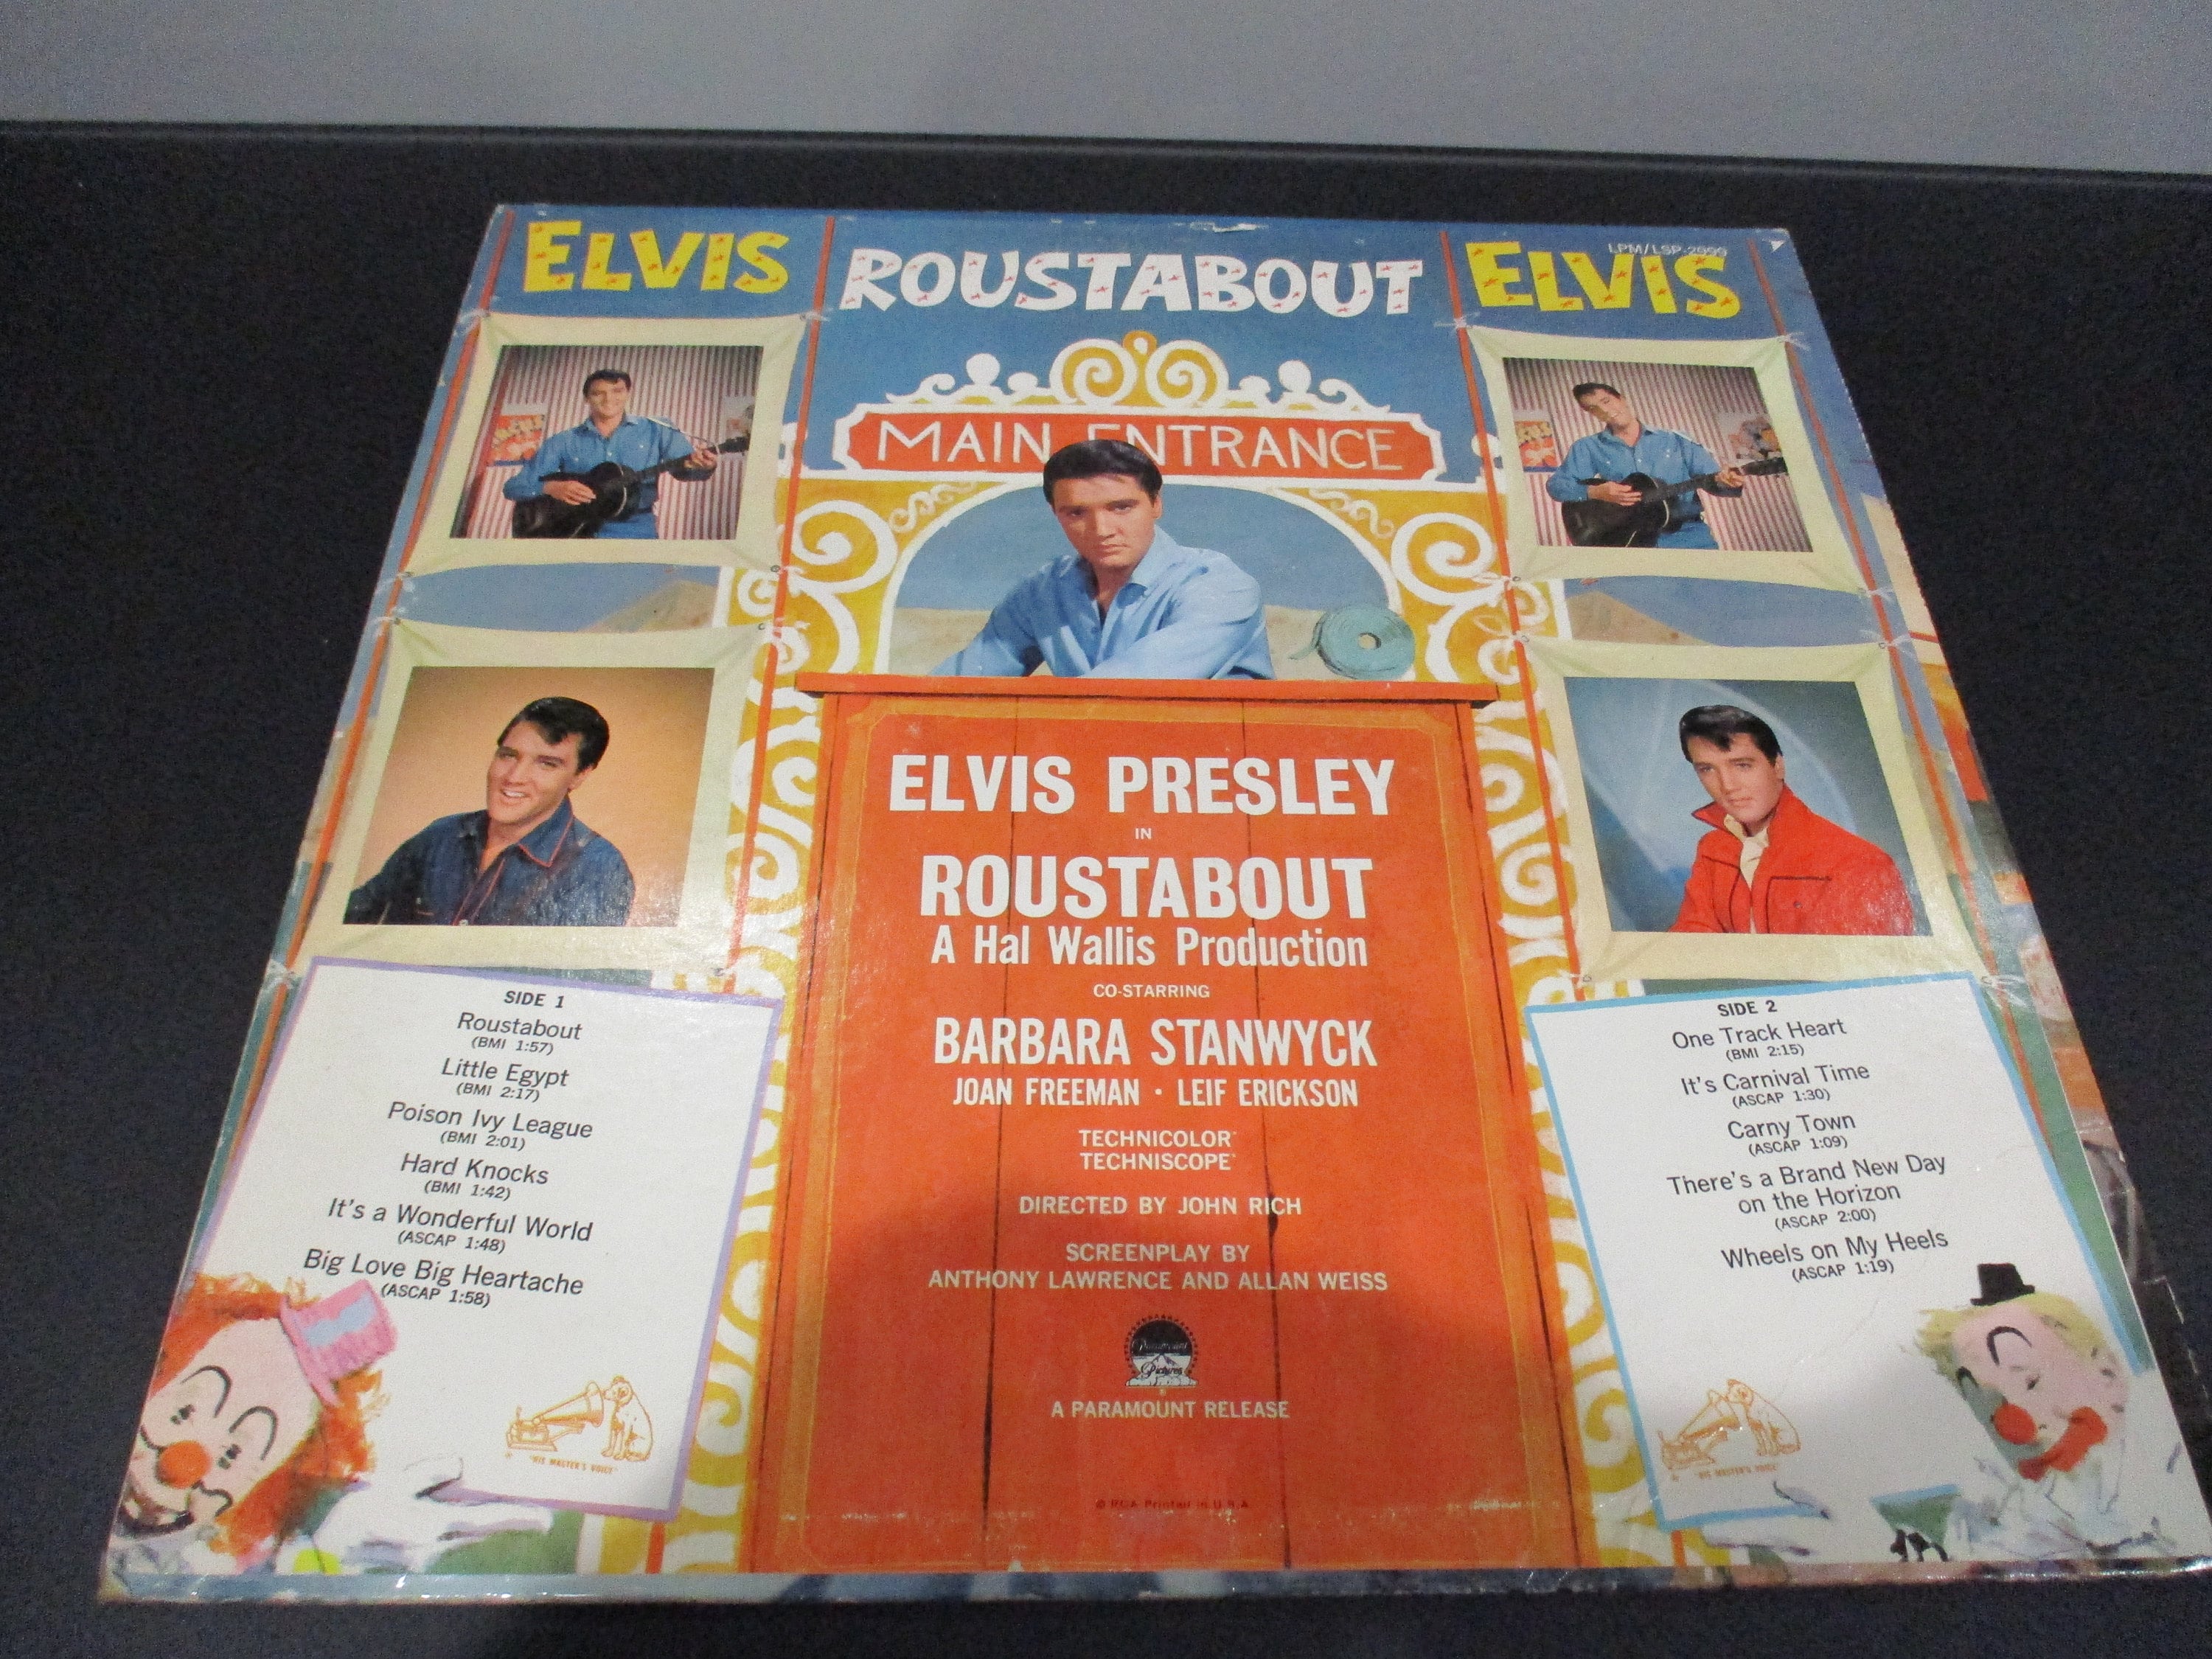 ELVIS
ROUSTABOUT
ELVIS
LPM/LSP-2999
MAIN ENTRANCE
ELVIS PRESLEY
IN
ROUSTABOUT
A Hal Wallis Production
CO-STARRING
BARBARA STANWYCK
JOAN FREEMAN • LEIF ERICKSON
TECHNICOLOR
TECHNISCOPE
DIRECTED BY JOHN RICH
SCREENPLAY BY
ANTHONY LAWRENCE AND ALLAN WEISS
Paramount
Pictures
A PARAMOUNT RELEASE
© RCA Printed in U.S.A.
SIDE 1
Roustabout
(BMI 1:57)
Little Egypt
(BMI 2:17)
Poison Ivy League
(BMI 2:01)
Hard Knocks
(BMI 1:42)
It's a Wonderful World
(ASCAP 1:48)
Big Love Big Heartache
(ASCAP 1:58)
"HIS MASTER'S VOICE"
SIDE 2
One Track Heart
(BMI 2:15)
It's Carnival Time
(ASCAP 1:30)
Carny Town
(ASCAP 1:09)
There's a Brand New Day
on the Horizon
(ASCAP 2:00)
Wheels on My Heels
(ASCAP 1:19)
"HIS MASTER'S VOICE"